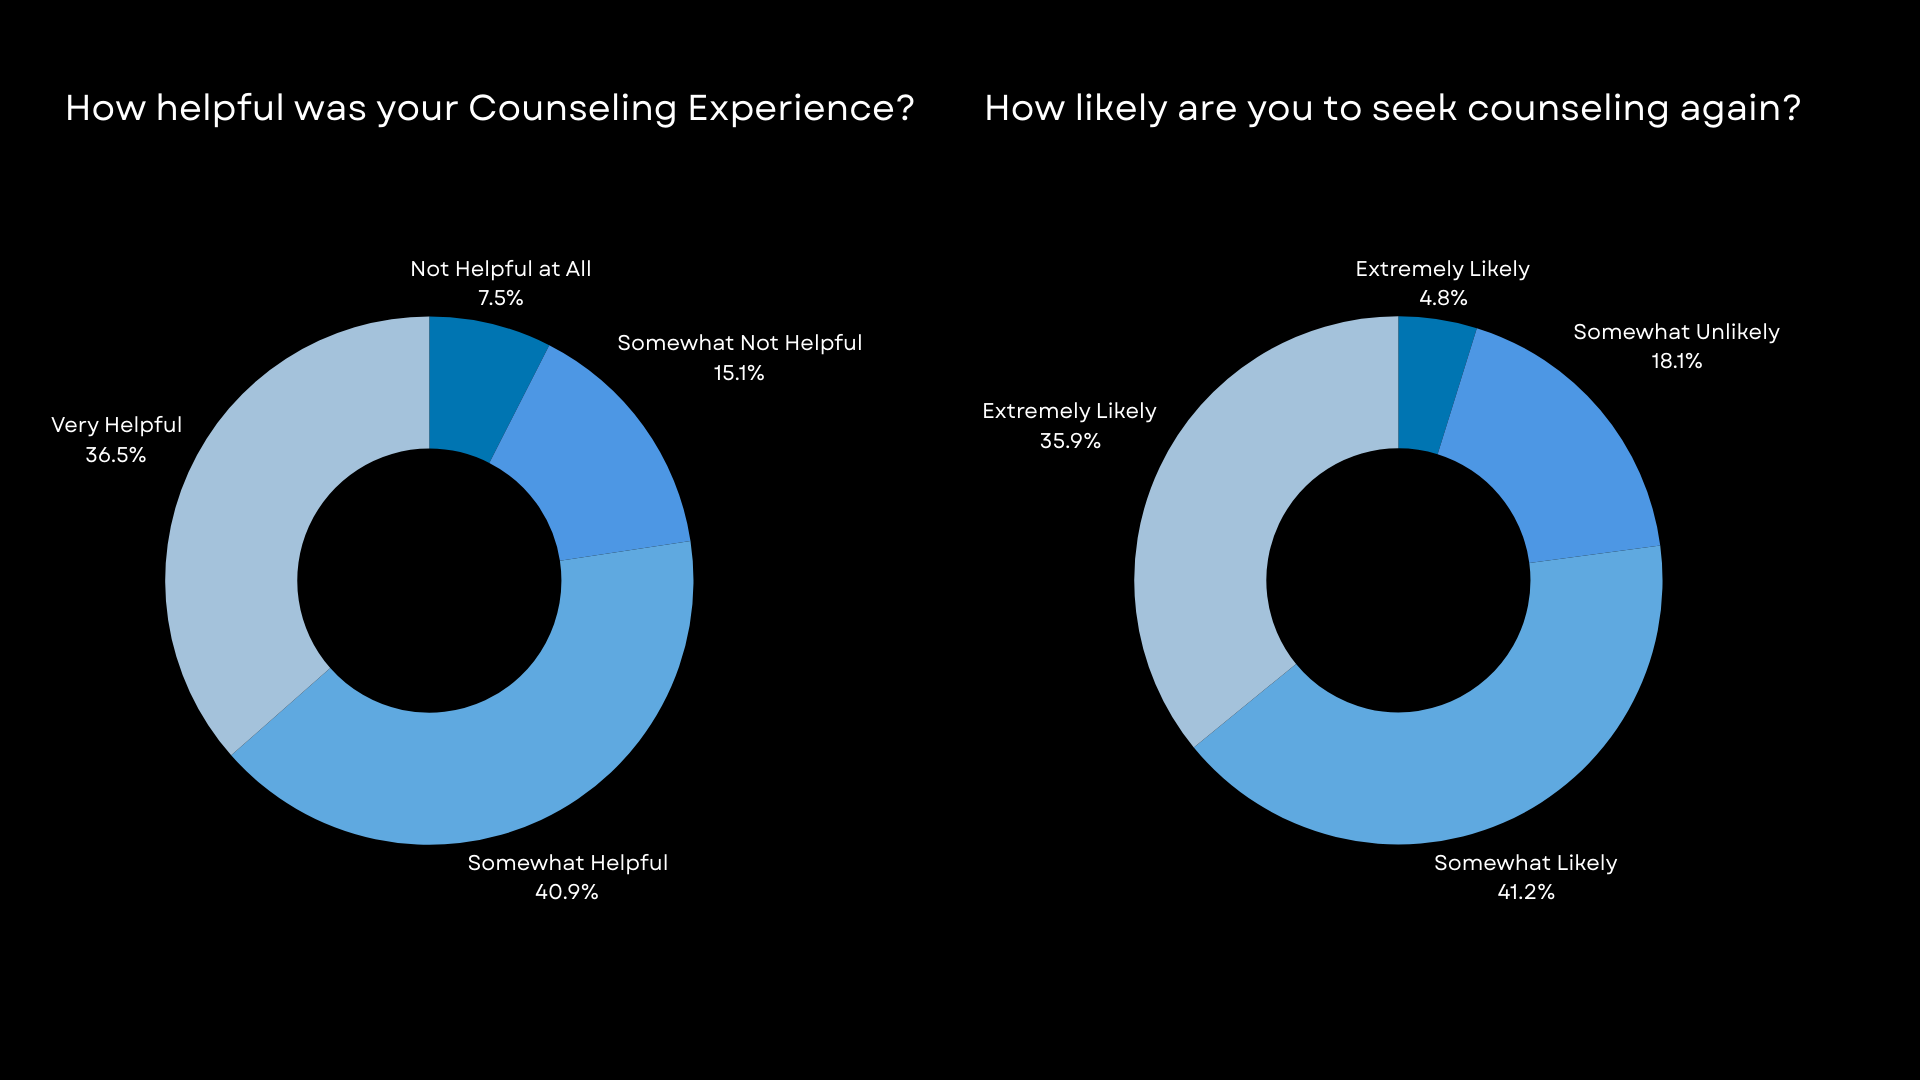 How helpful was your Counseling Experience?
Not Helpful at All
7.5%
Somewhat Not Helpful
15.1%
Very Helpful
36.5%
Somewhat Helpful
40.9%
How likely are you to seek counseling again?
Extremely Likely
4.8%
Somewhat Unlikely
18.1%
Extremely Likely
35.9%
Somewhat Likely
41.2%